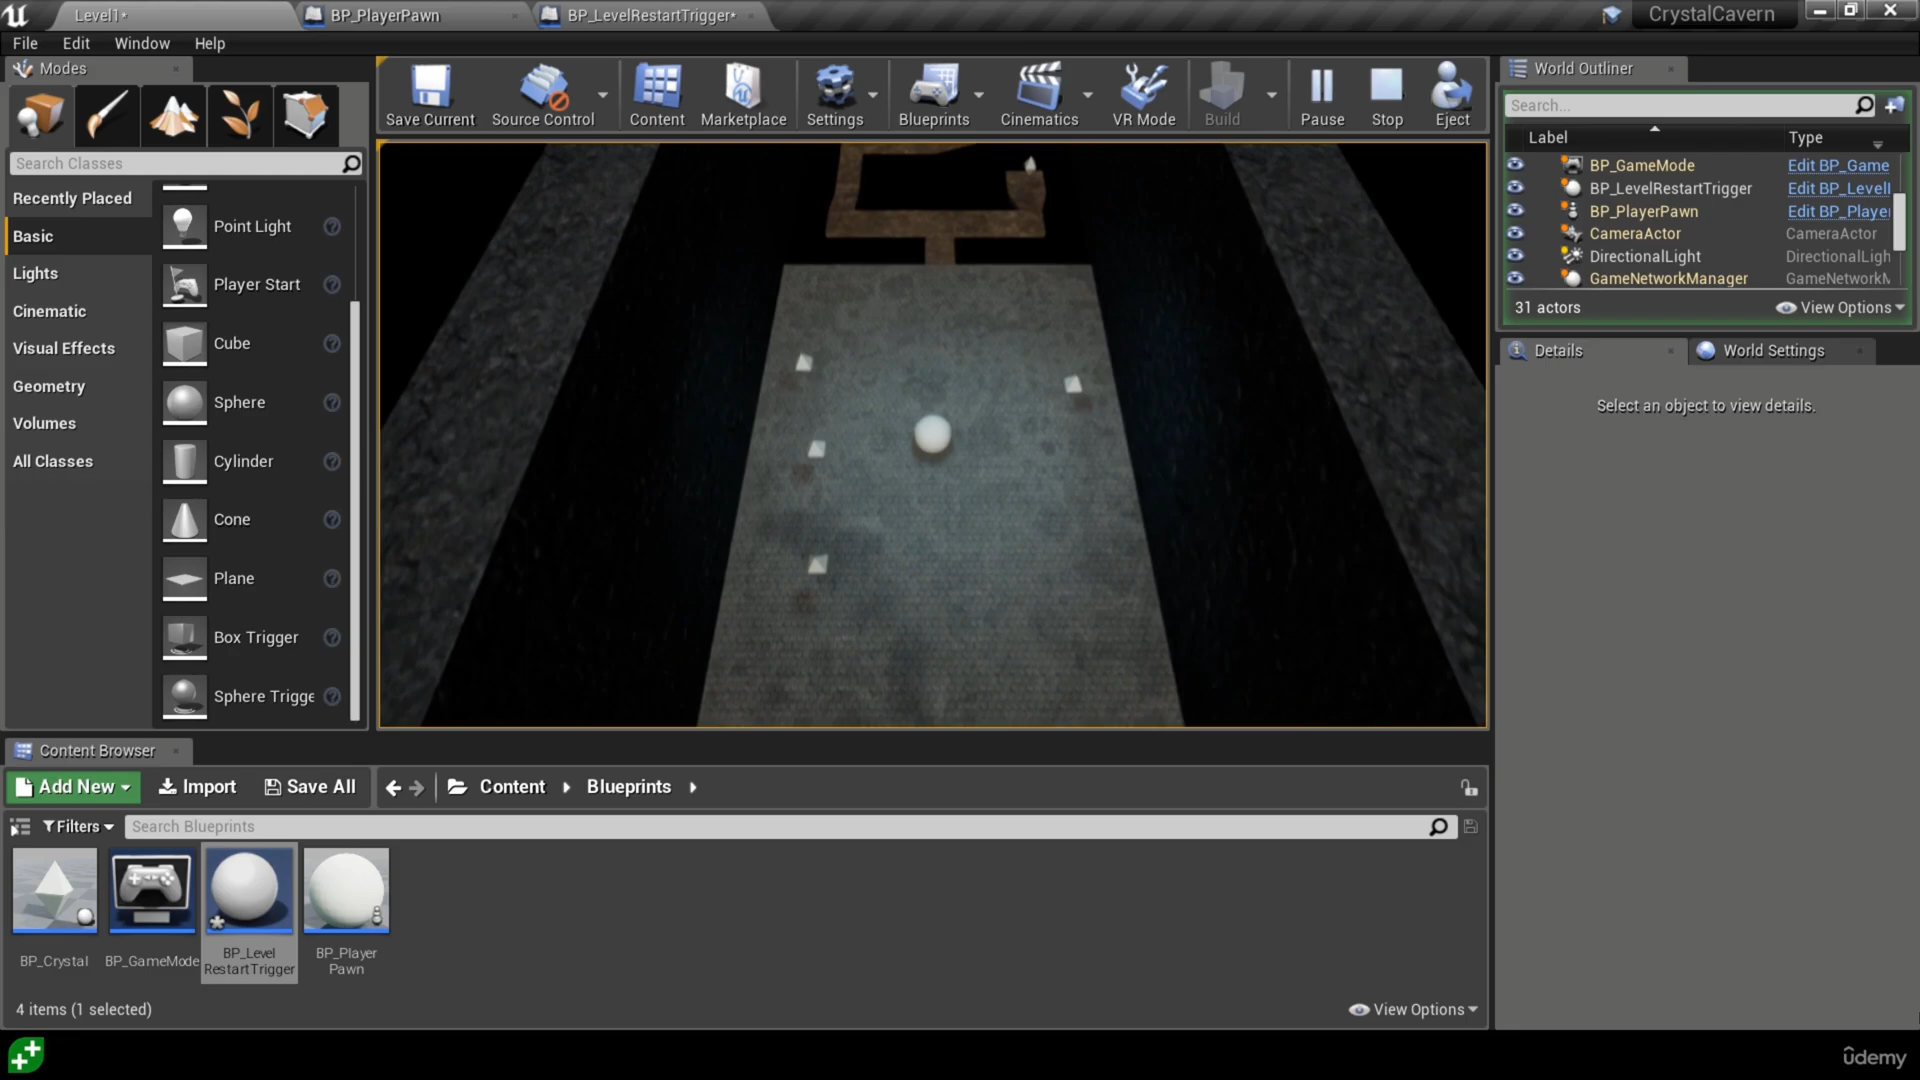 Level1*
BP_PlayerPawn
BP_LevelRestartTrigger*
CrystalCavern
File Edit Window Help
Modes
Search Classes
Recently Placed
Basic
Lights
Cinematic
Visual Effects
Geometry
Volumes
All Classes
Point Light
Player Start
Cube
Sphere
Cylinder
Cone
Plane
Box Trigger
Sphere Trigge
Save Current
Source Control
Content
Marketplace
Settings
Blueprints
Cinematics
VR Mode
Build
Pause
Stop
Eject
World Outliner
Search...
Label Type
BP_GameMode Edit BP_Game
BP_LevelRestartTrigger Edit BP_Level
BP_PlayerPawn Edit BP_Player
CameraActor CameraActor
DirectionalLight DirectionalLigh
GameNetworkManager GameNetworkM
31 actors View Options
Details
World Settings
Select an object to view details.
Content Browser
Add New Import Save All Content Blueprints
Filters Search Blueprints
BP_Crystal
BP_GameMode
BP_Level
RestartTrigger
BP_Player
Pawn
4 items (1 selected)
View Options
ûdemy